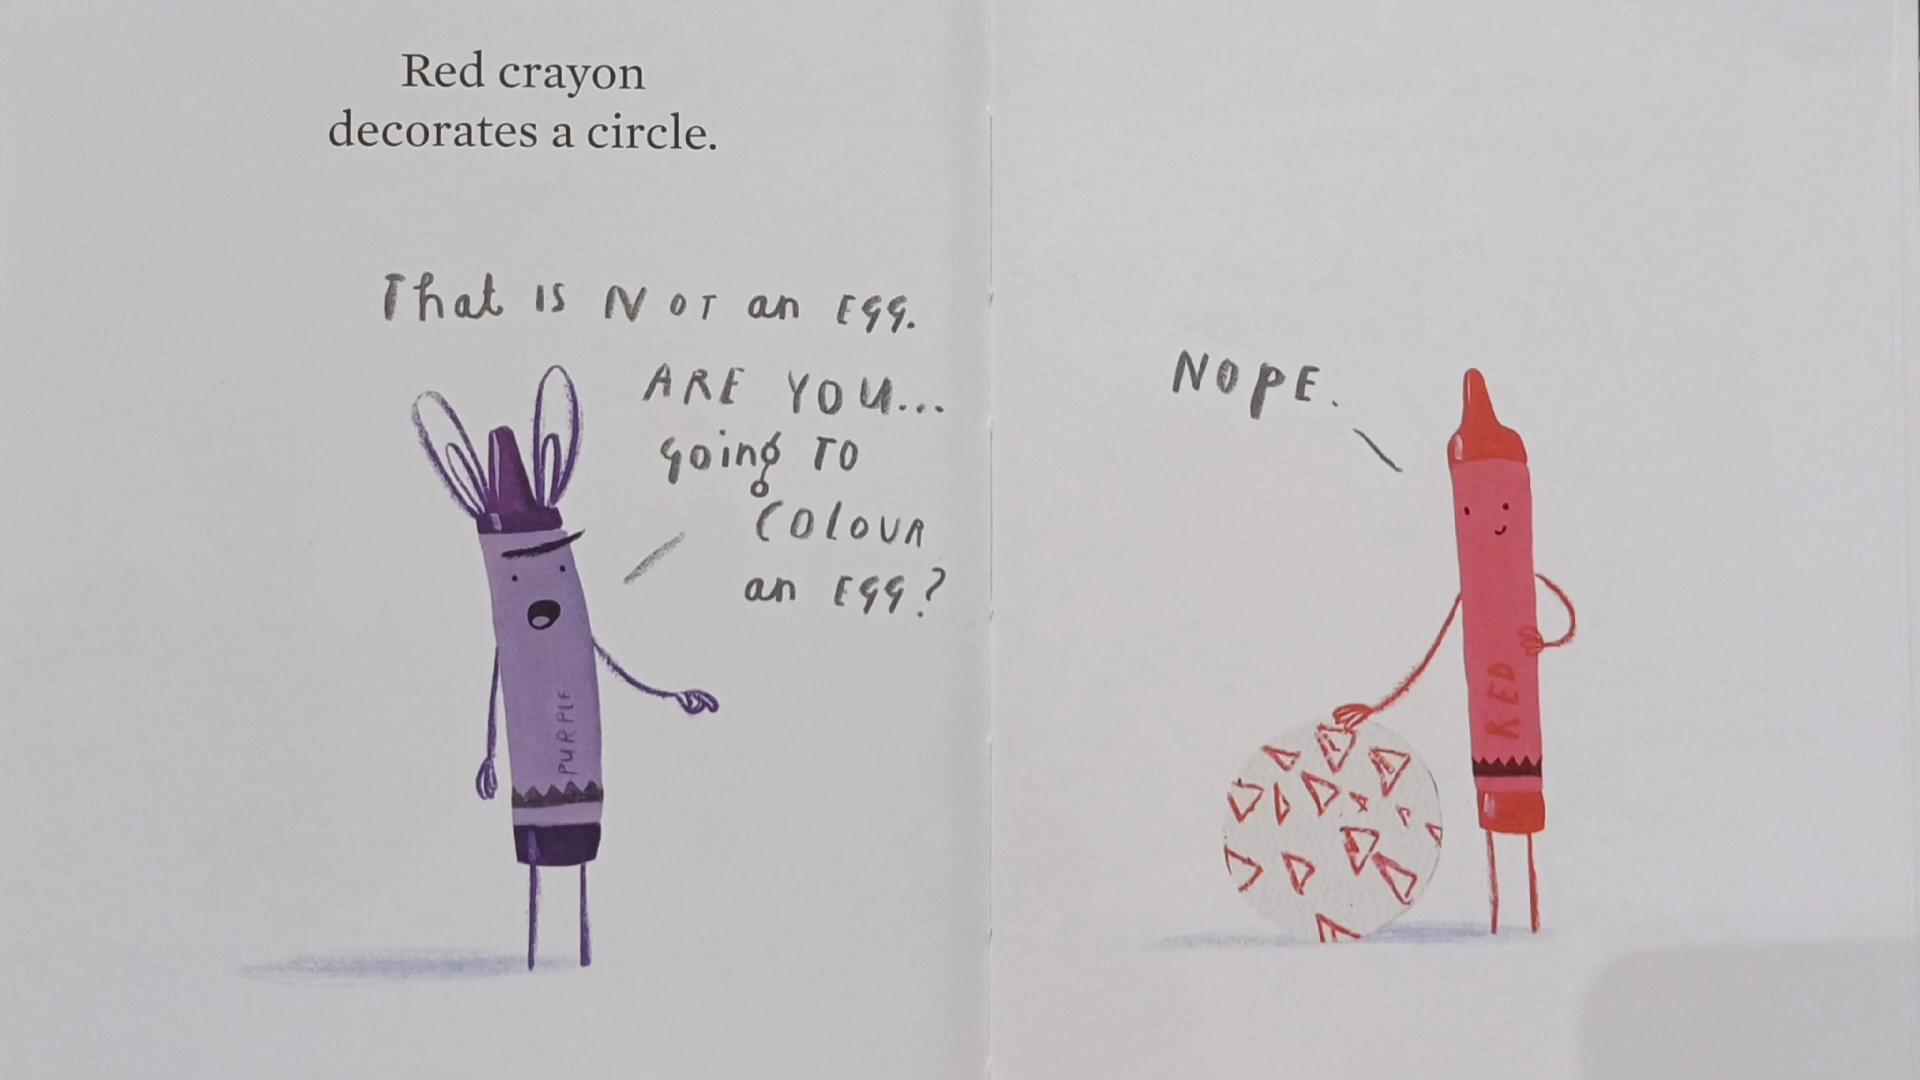 Red crayon
decorates a circle.
That is NOT an EGG.
ARE YOU...
going TO
COLOUR
an EGG?
PURPLE
NOPE.
RED